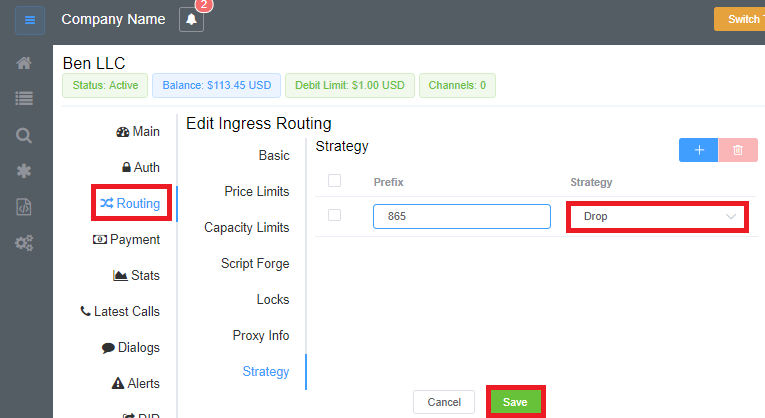 Company Name
2
Switch
Ben LLC
Status: Active
Balance: $113.45 USD
Debit Limit: $1.00 USD
Channels: 0
Main
Auth
Routing
Payment
Stats
Latest Calls
Dialogs
Alerts
DID
Edit Ingress Routing
Basic
Price Limits
Capacity Limits
Script Forge
Locks
Proxy Info
Strategy
Strategy
Prefix Strategy
865 Drop
Cancel Save